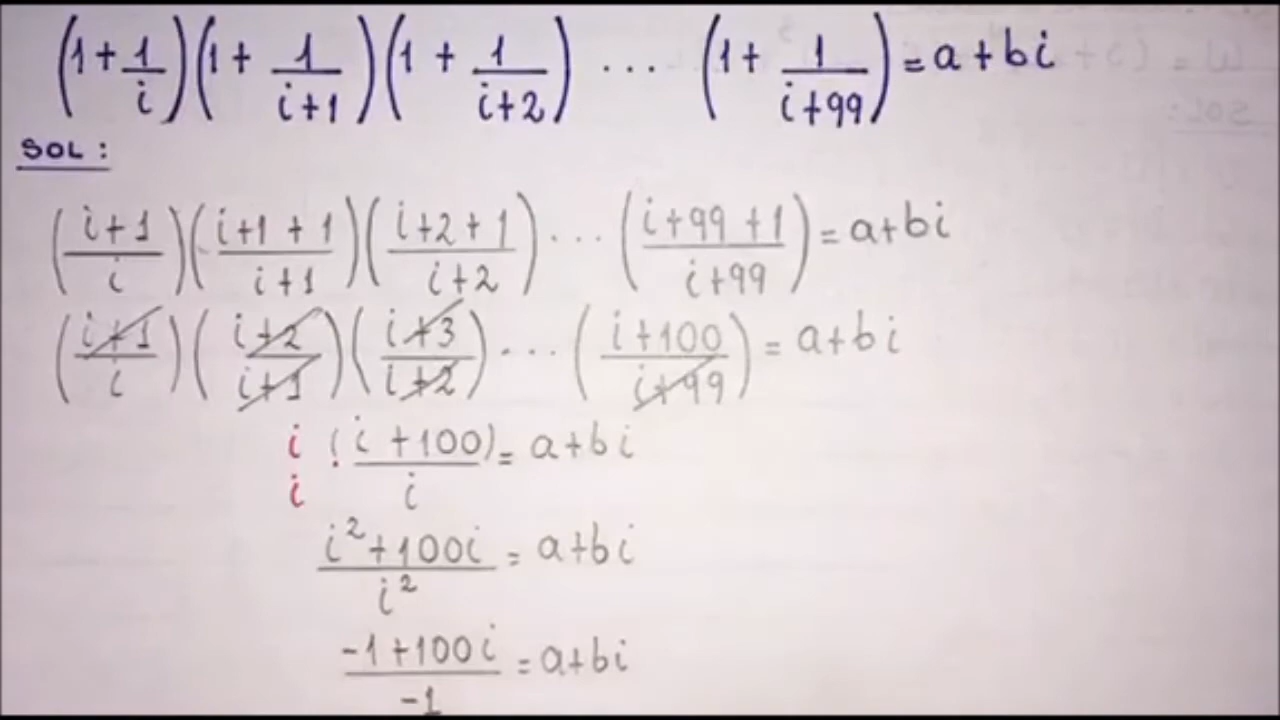 (1 + 1/i)(1 + 1/(i+1))(1 + 1/(i+2)) ... (1 + 1/(i+99)) = a + bi
SOL :
((i+1)/i)((i+1+1)/(i+1))((i+2+1)/(i+2)) ... ((i+99+1)/(i+99)) = a+bi
((i+1)/i)((i+2)/(i+1))((i+3)/(i+2)) ... ((i+100)/(i+99)) = a+bi
i/i (i+100)/i = a+bi
(i²+100i)/i² = a+bi
(-1+100i)/-1 = a+bi